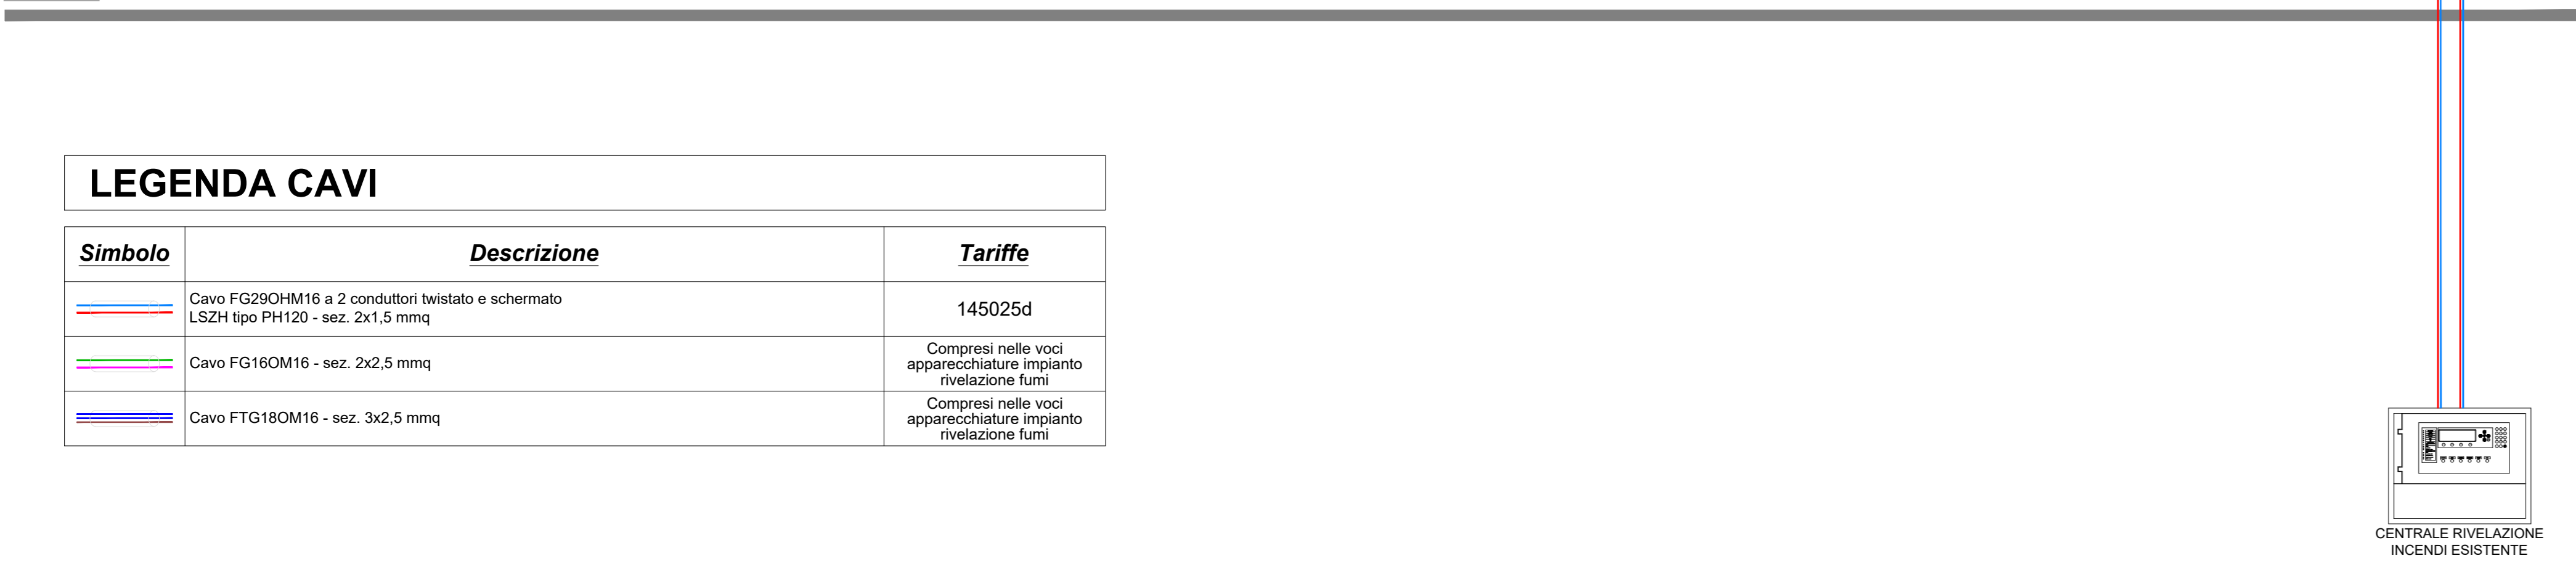 LEGENDA CAVI
Simbolo Descrizione Tariffe
Cavo FG29OHM16 a 2 conduttori twistato e schermato
LSZH tipo PH120 - sez. 2x1,5 mmq
145025d
Cavo FG16OM16 - sez. 2x2,5 mmq
Compresi nelle voci
apparecchiature impianto
rivelazione fumi
Cavo FTG18OM16 - sez. 3x2,5 mmq
Compresi nelle voci
apparecchiature impianto
rivelazione fumi
CENTRALE RIVELAZIONE
INCENDI ESISTENTE